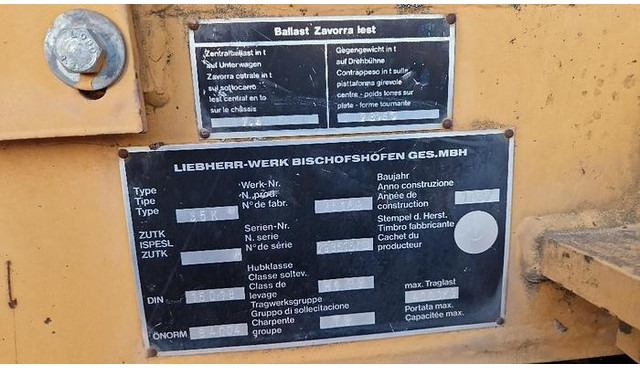 Ballast Zavorra lest
Zentralballast in t
auf Unterwagen
Zavorra cetrale in t
sul sottocarro
lest central en to
sur le châssis
Gegengewicht in t
auf Drehbühne
Contrappeso in t sulla
piattaforma girevole
centre - poids tones sur
plate - forme tournante
LIEBHERR-WERK BISCHOFSHOFEN GES.MBH
Type
Tipe
Type
ZUTK
ISPESL
ZUTK
DIN
ÖNORM
Werk-Nr.
N. prod.
N° de fabr.
Serien-Nr.
N. serie
N° de série
Hubklasse
Classe soltev.
Class de
levage
Tragwerksgruppe
Gruppo di sollecitacione
Charpente
groupe
Baujahr
Anno construzione
Année de
construction
Stempel d. Herst.
Timbro fabbricante
Cachet du
producteur
max. Traglast
Portata max.
Capacitée max.